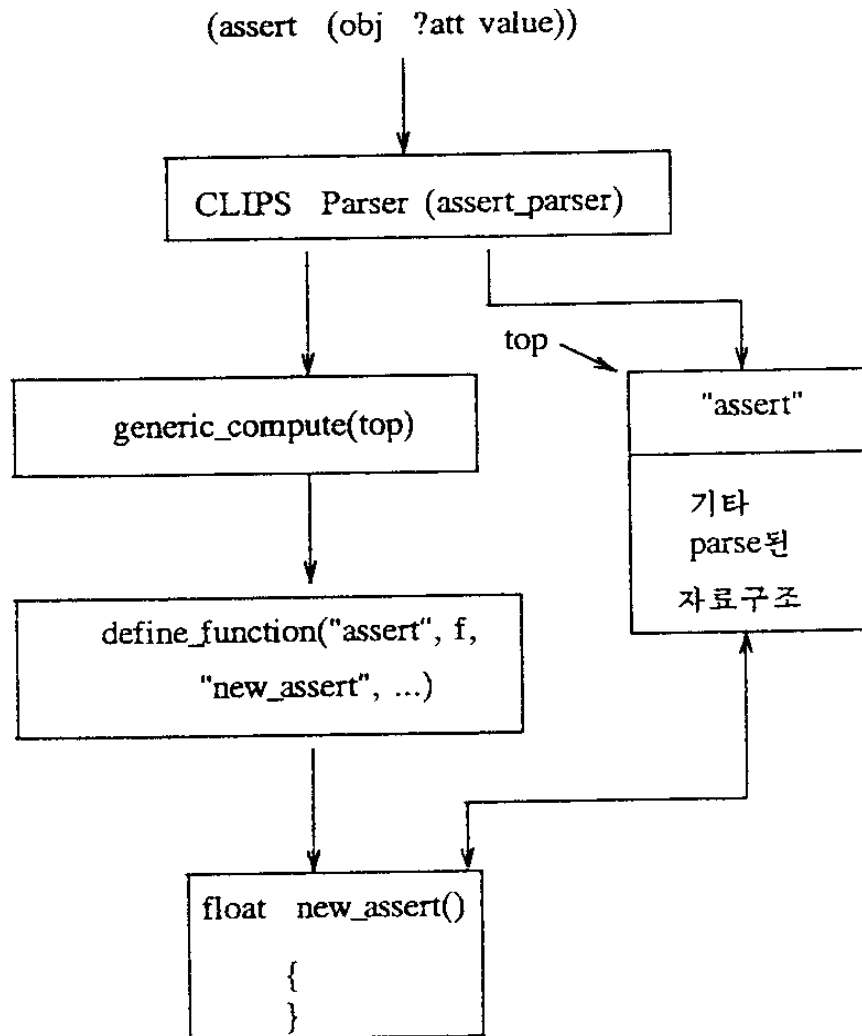 (assert (obj ?att value))
CLIPS Parser (assert_parser)
top
"assert"
generic_compute(top)
기타
parse된
자료구조
define_function("assert", f,
"new_assert", ...)
float new_assert()
{
}